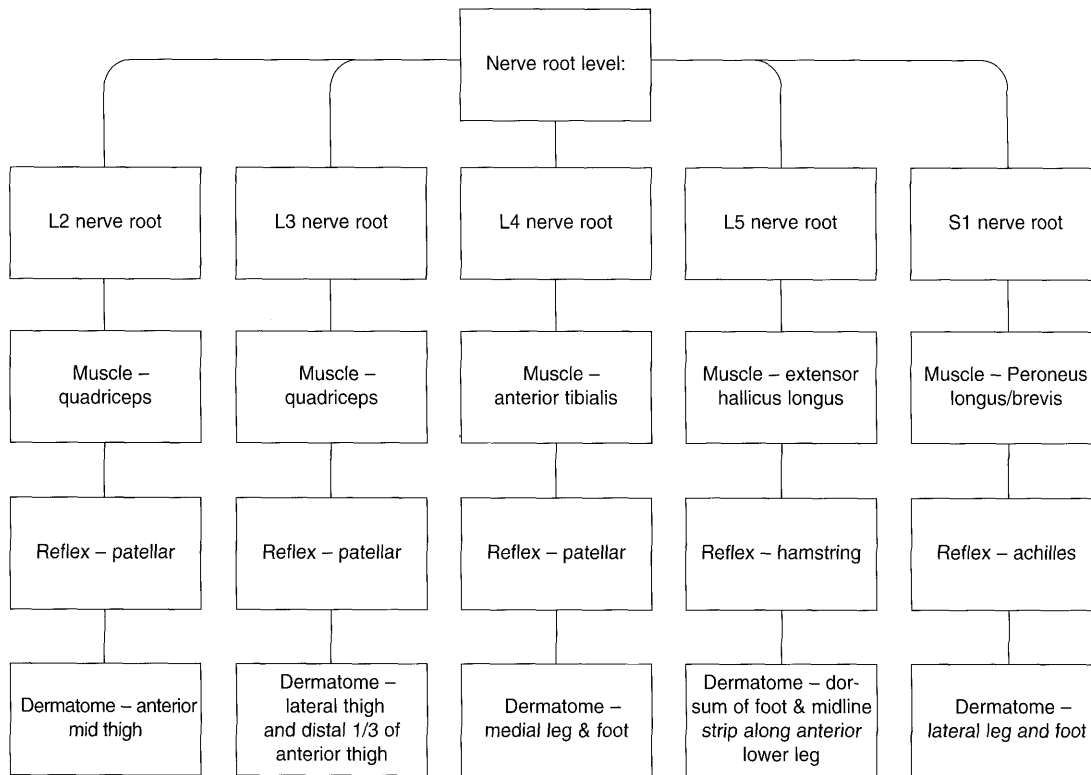 Nerve root level:
L2 nerve root
L3 nerve root
L4 nerve root
L5 nerve root
S1 nerve root
Muscle –
quadriceps
Muscle –
quadriceps
Muscle –
anterior tibialis
Muscle – extensor
hallicus longus
Muscle – Peroneus
longus/brevis
Reflex – patellar
Reflex – patellar
Reflex – patellar
Reflex – hamstring
Reflex – achilles
Dermatome – anterior
mid thigh
Dermatome –
lateral thigh
and distal 1/3 of
anterior thigh
Dermatome –
medial leg & foot
Dermatome – dor-
sum of foot & midline
strip along anterior
lower leg
Dermatome –
lateral leg and foot